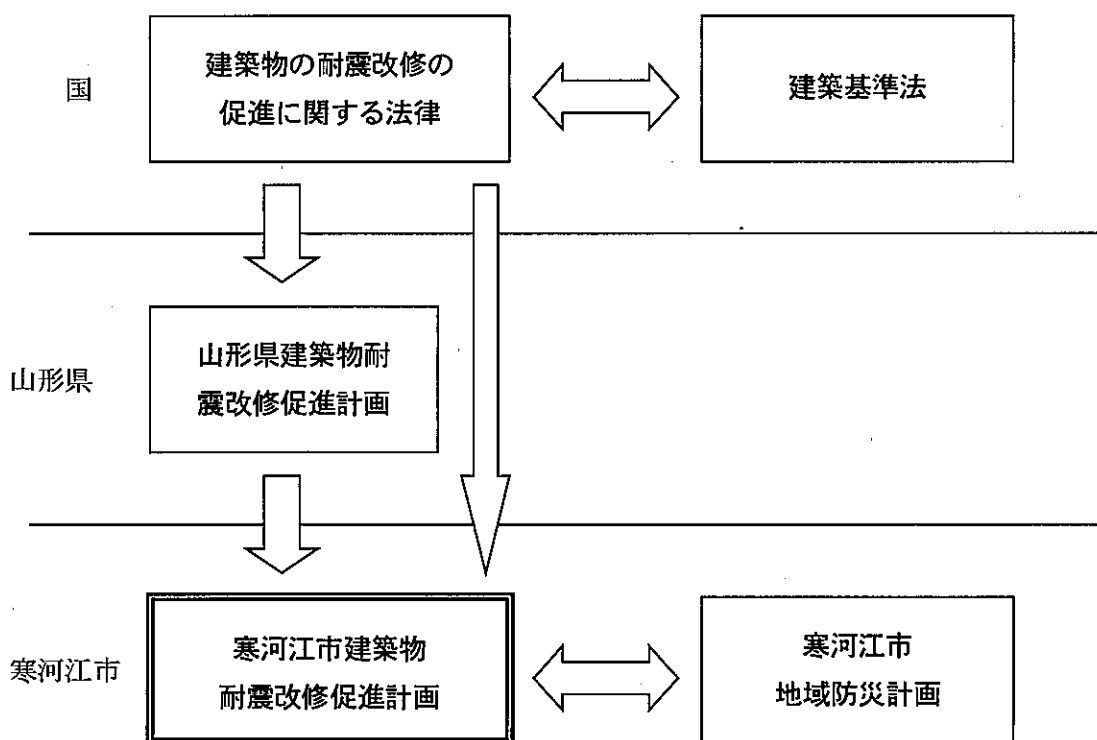 国
建築物の耐震改修の
促進に関する法律
建築基準法
山形県
山形県建築物耐
震改修促進計画
寒河江市
寒河江市建築物
耐震改修促進計画
寒河江市
地域防災計画